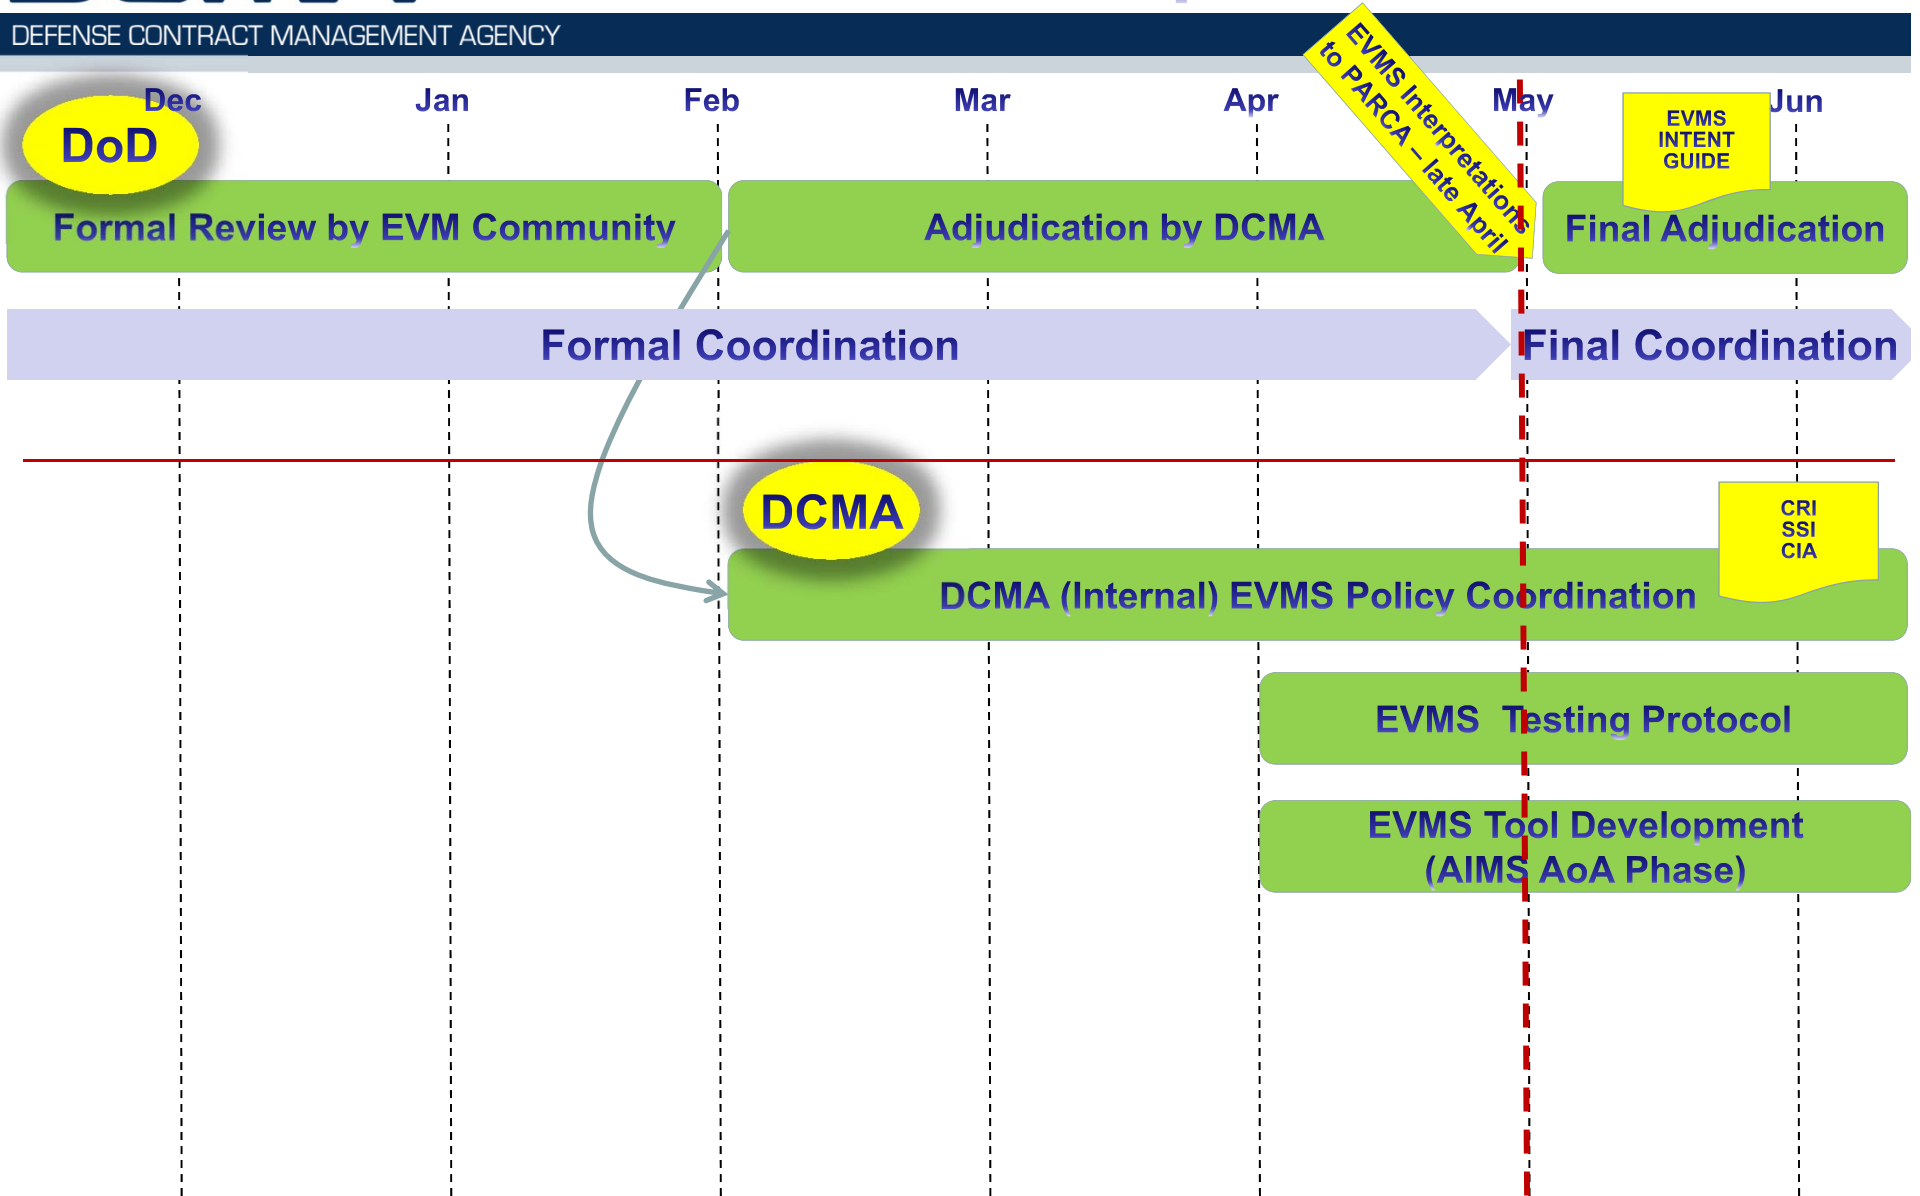 DEFENSE CONTRACT MANAGEMENT AGENCY
Dec
Jan
Feb
Mar
Apr
May
Jun
DoD
EVMS Interpretations
to PARCA – late April
EVMS
INTENT
GUIDE
Formal Review by EVM Community
Adjudication by DCMA
Final Adjudication
Formal Coordination
Final Coordination
DCMA
CRI
SSI
CIA
DCMA (Internal) EVMS Policy Coordination
EVMS  Testing Protocol
EVMS Tool Development
(AIMS AoA Phase)